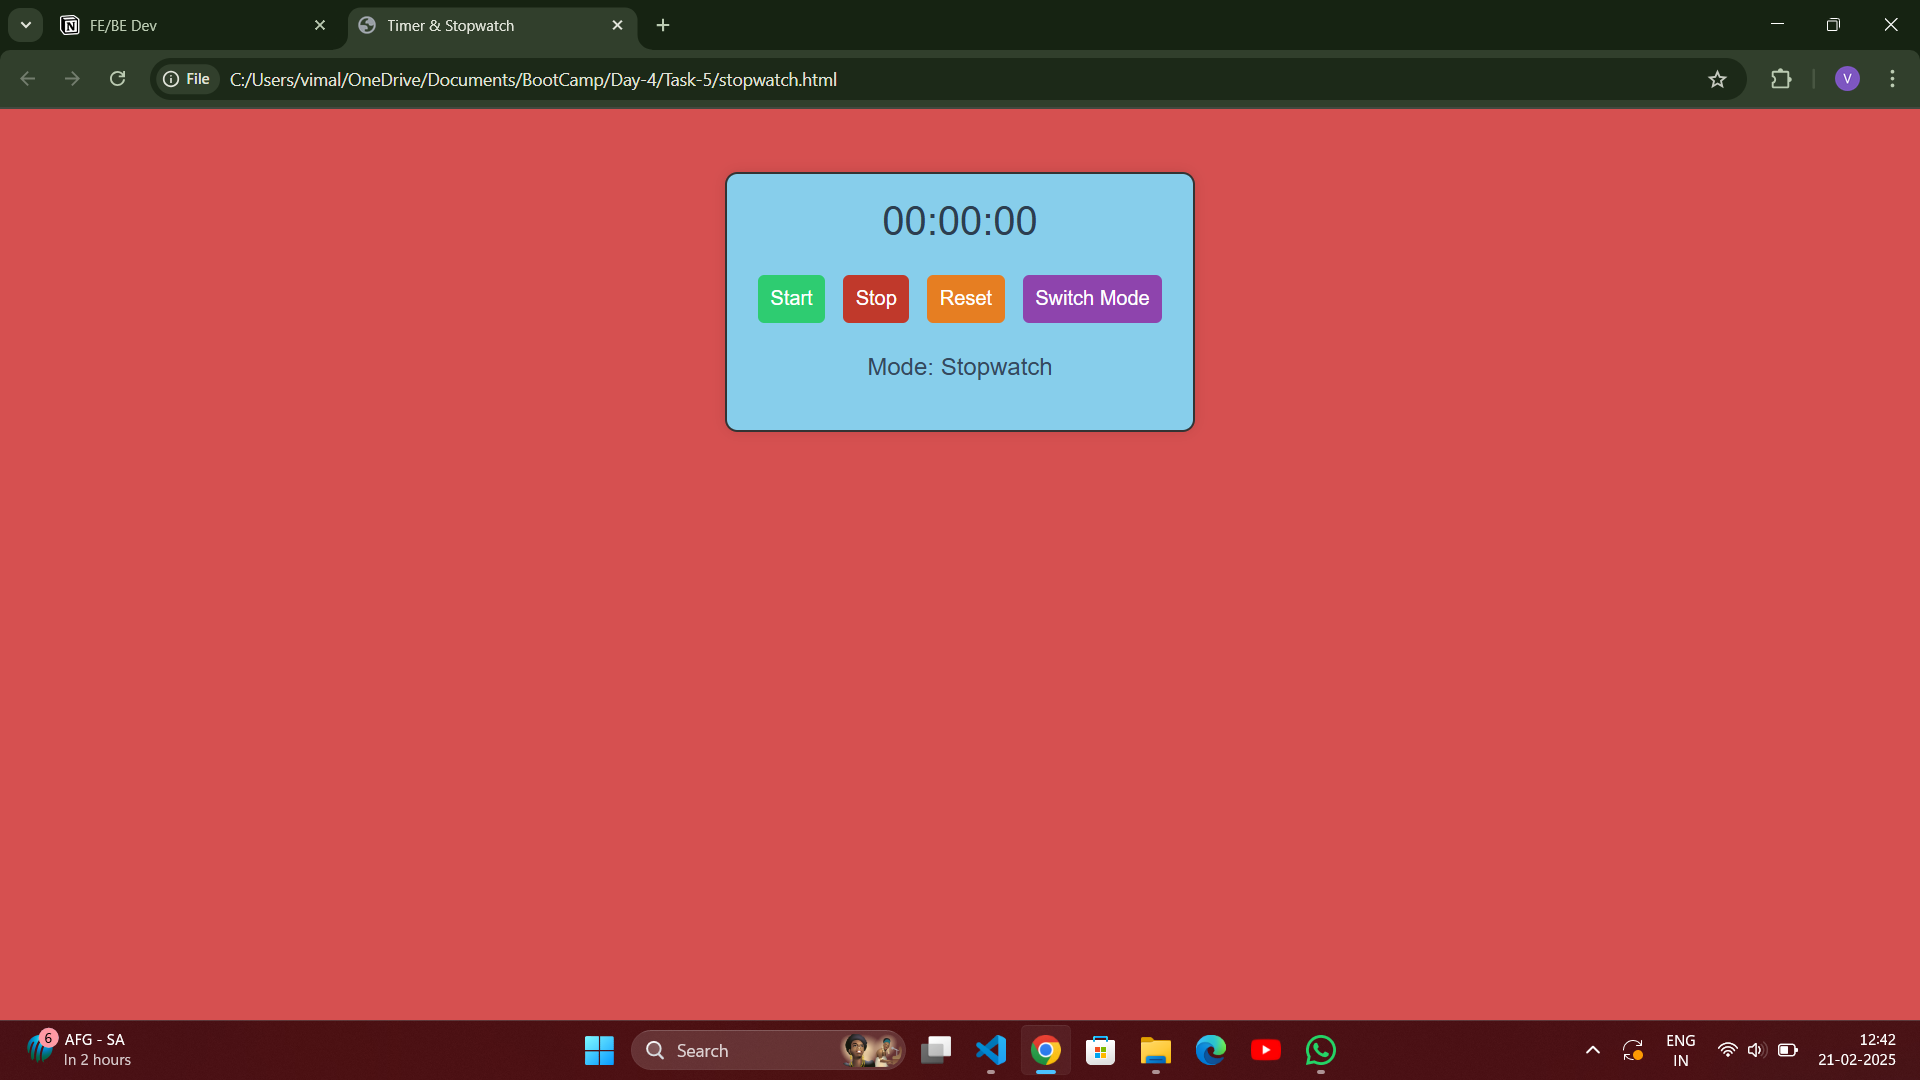 FE/BE Dev
Timer & Stopwatch
File
C:/Users/vimal/OneDrive/Documents/BootCamp/Day-4/Task-5/stopwatch.html
V
00:00:00
Start Stop Reset Switch Mode
Mode: Stopwatch
6
AFG - SA
In 2 hours
Search
ENG
IN
12:42
21-02-2025